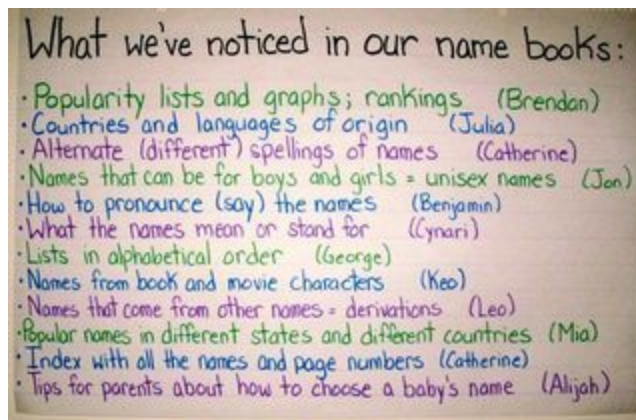 What we've noticed in our name books:
• Popularity lists and graphs; rankings (Brendan)
• Countries and languages of origin (Julia)
• Alternate (different) spellings of names (Catherine)
• Names that can be for boys and girls = unisex names (Jon)
• How to pronounce (say) the names (Benjamin)
• What the names mean or stand for (Cynari)
• Lists in alphabetical order (George)
• Names from book and movie characters (Keo)
• Names that come from other names = derivations (Leo)
• Popular names in different states and different countries (Mia)
• Index with all the names and page numbers (Catherine)
• Tips for parents about how to choose a baby's name (Alijah)